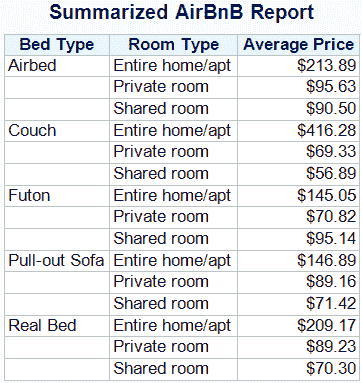 Summarized AirBnB Report
Bed Type Room Type Average Price
Airbed Entire home/apt $213.89
Private room $95.63
Shared room $90.50
Couch Entire home/apt $416.28
Private room $69.33
Shared room $56.89
Futon Entire home/apt $145.05
Private room $70.82
Shared room $95.14
Pull-out Sofa Entire home/apt $146.89
Private room $89.16
Shared room $71.42
Real Bed Entire home/apt $209.17
Private room $89.23
Shared room $70.30